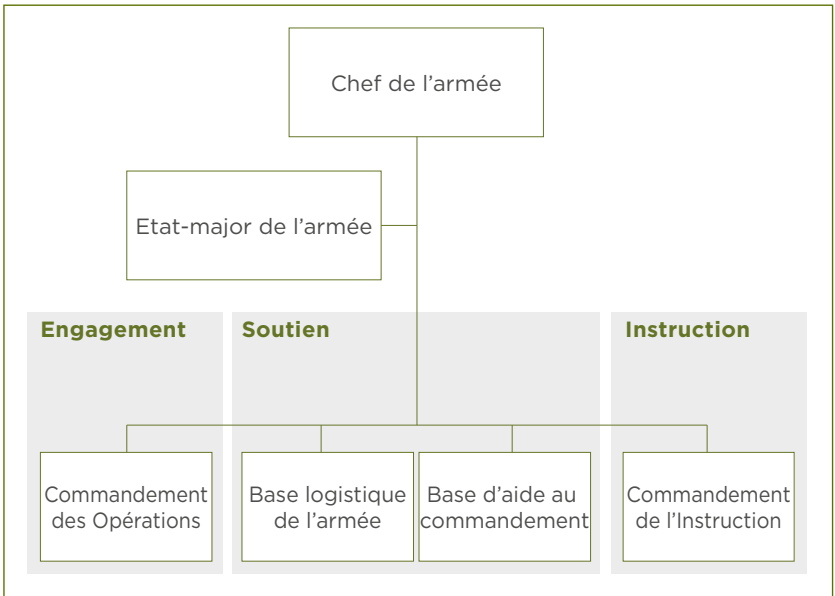 Chef de l’armée
Etat-major de l’armée
Engagement
Soutien
Instruction
Commandement
des Opérations
Base logistique
de l’armée
Base d’aide au
commandement
Commandement
de l’Instruction